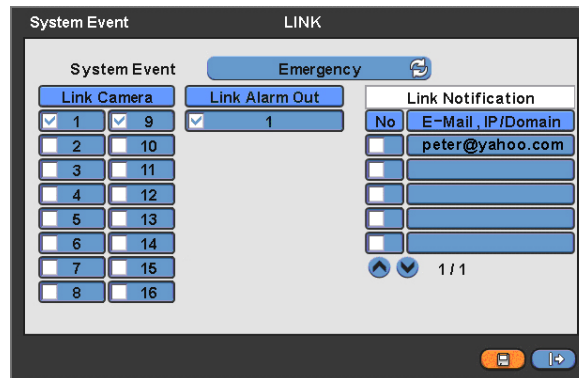 System Event LINK
System Event Emergency
Link Camera Link Alarm Out Link Notification
1 9 1 No E-Mail , IP/Domain
2 10 peter@yahoo.com
3 11
4 12
5 13
6 14
7 15 1 / 1
8 16